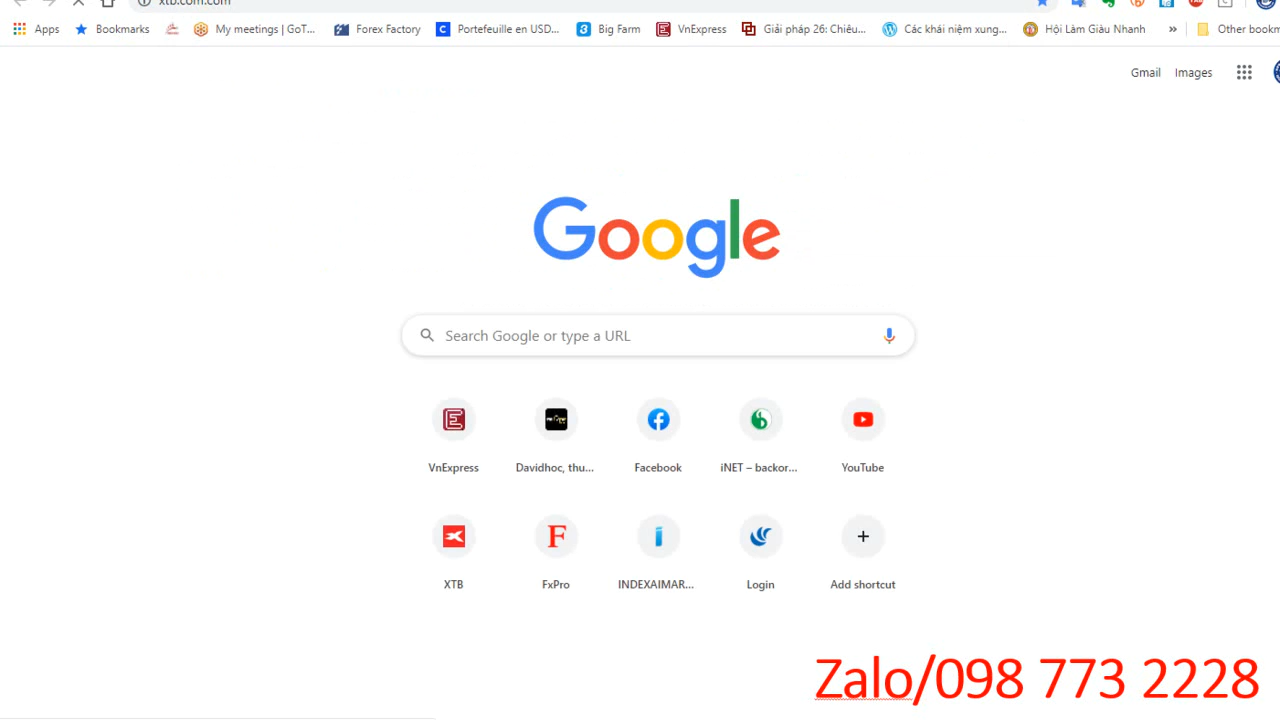 xtb.com.com
Apps Bookmarks My meetings | GoT... Forex Factory Portefeuille en USD... Big Farm VnExpress Giải pháp 26: Chiêu... Các khái niệm xung... Hội Làm Giàu Nhanh » Other bookm
Gmail Images
Google
Search Google or type a URL
VnExpress Davidhoc, thu... Facebook iNET – backor... YouTube
XTB FxPro INDEXAIMAR... Login Add shortcut
Zalo/098 773 2228